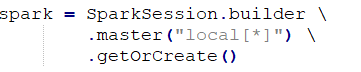 spark = SparkSession.builder \
.master("local[*]") \
.getOrCreate()